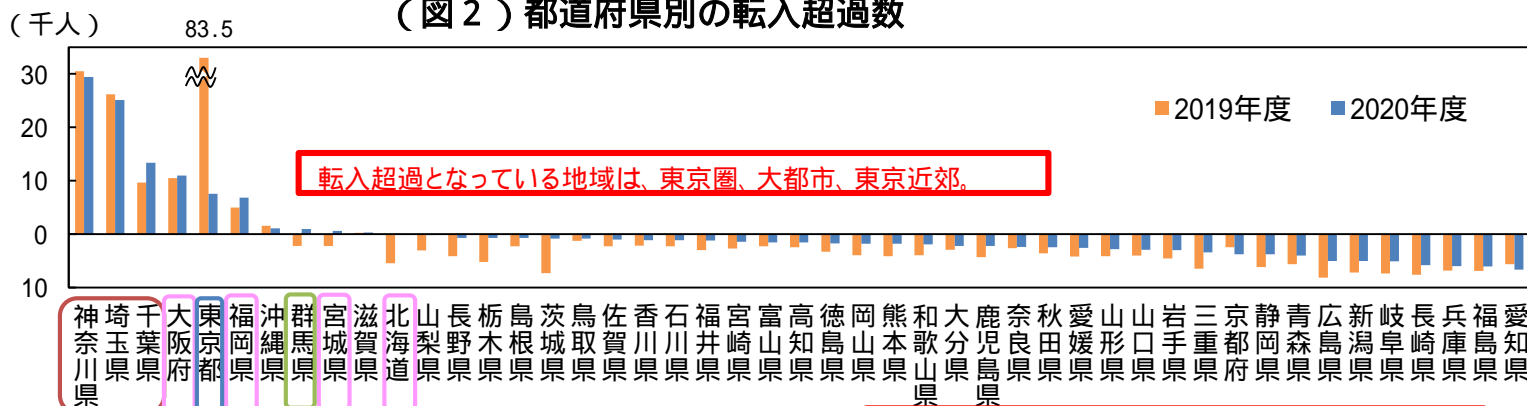 (図2)都道府県別の転入超過数
(千人)
83.5
30
20
10
0
10
2019年度
2020年度
転入超過となっている地域は、東京圏、大都市、東京近郊。
神奈川県
埼玉県
千葉県
大阪府
東京都
福岡県
沖縄県
群馬県
宮城県
滋賀県
北海道
山梨県
長野県
栃木県
島根県
茨城県
鳥取県
佐賀県
香川県
石川県
福井県
宮崎県
富山県
高知県
徳島県
岡山県
熊本県
和歌山県
大分県
鹿児島県
奈良県
秋田県
愛媛県
山形県
山口県
岩手県
三重県
京都府
静岡県
青森県
広島県
新潟県
岐阜県
長崎県
兵庫県
福島県
愛知県